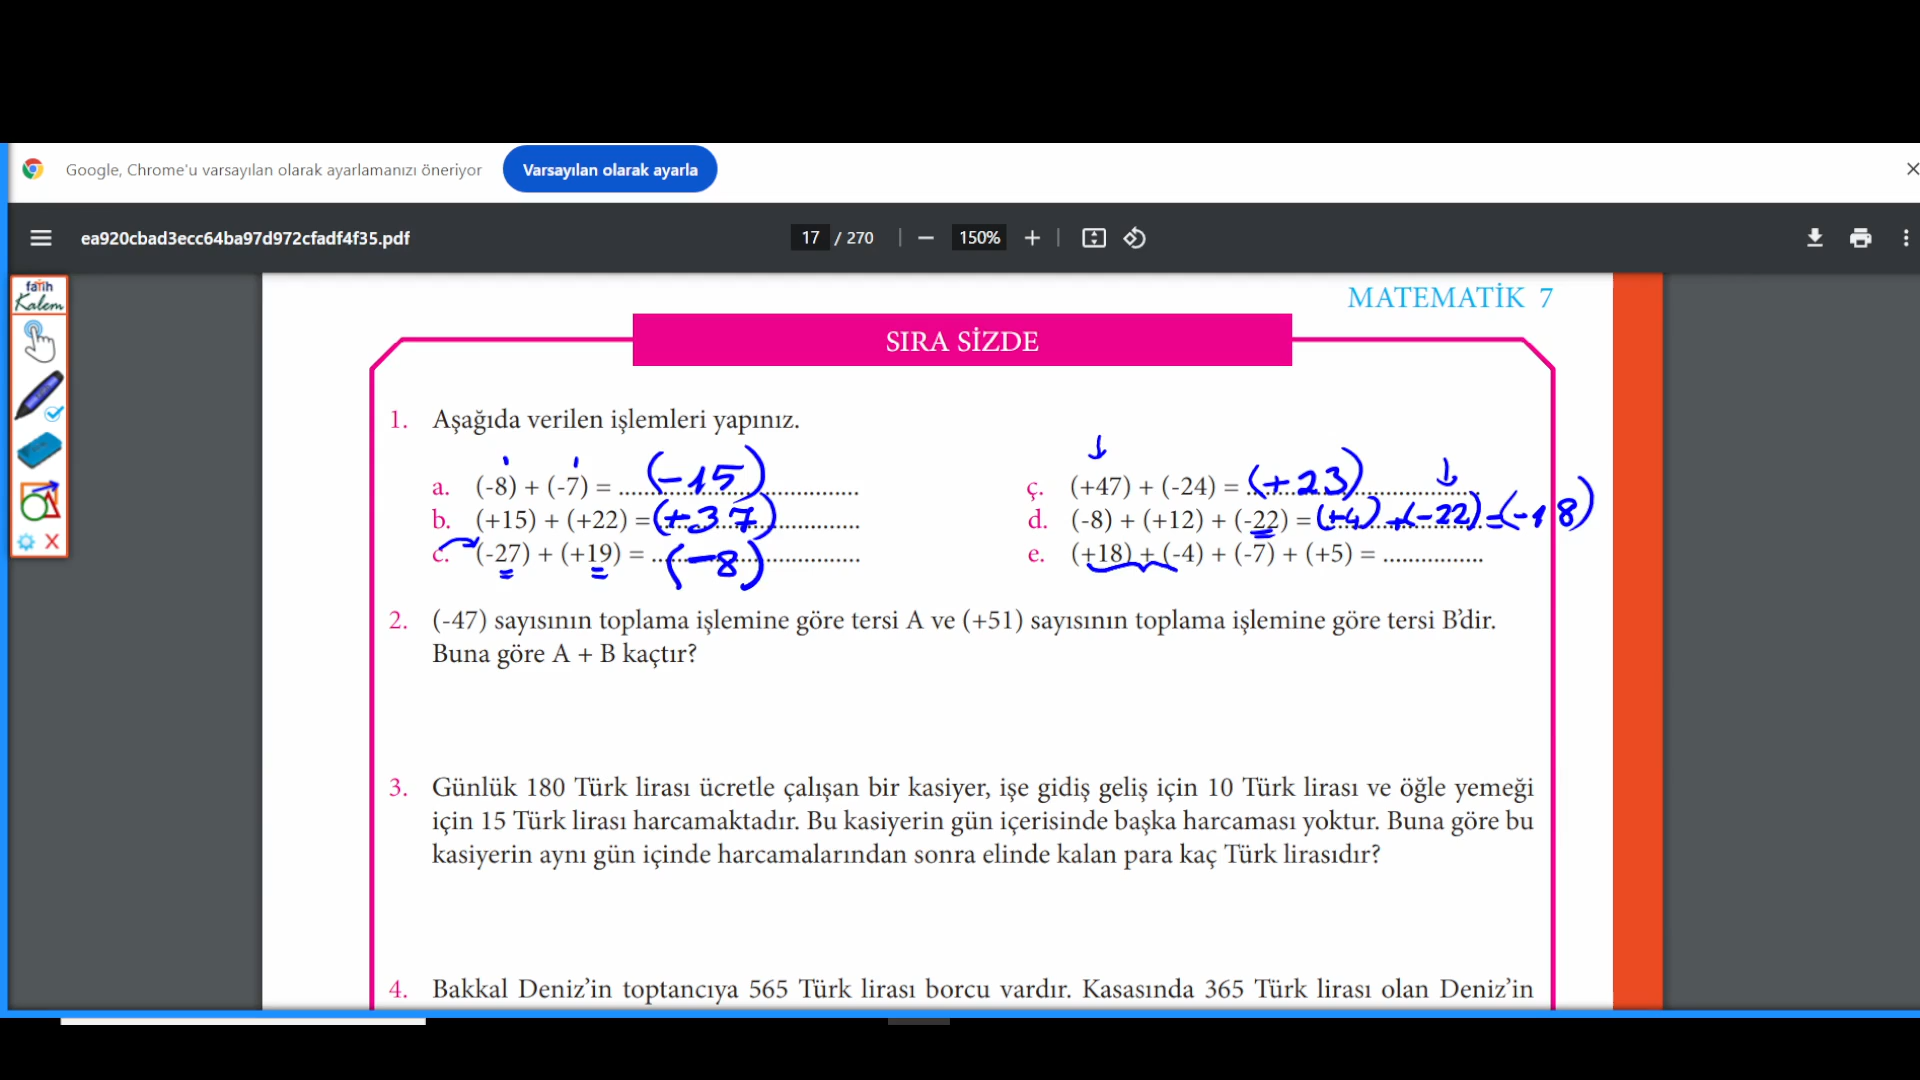 Google, Chrome'u varsayılan olarak ayarlamanızı öneriyor
Varsayılan olarak ayarla
ea920cbad3ecc64ba97d972cfadf4f35.pdf
17 / 270
150%
fatih
Kalem
MATEMATİK 7
SIRA SİZDE
1. Aşağıda verilen işlemleri yapınız.
a. (-8) + (-7) = (-15)
b. (+15) + (+22) = (+37)
c. (-27) + (+19) = (-8)
ç. (+47) + (-24) = (+23)
d. (-8) + (+12) + (-22) = (+4) + (-22) = (-18)
e. (+18) + (-4) + (-7) + (+5) = ................
2. (-47) sayısının toplama işlemine göre tersi A ve (+51) sayısının toplama işlemine göre tersi B'dir.
Buna göre A + B kaçtır?
3. Günlük 180 Türk lirası ücretle çalışan bir kasiyer, işe gidiş geliş için 10 Türk lirası ve öğle yemeği
için 15 Türk lirası harcamaktadır. Bu kasiyerin gün içerisinde başka harcaması yoktur. Buna göre bu
kasiyerin aynı gün içinde harcamalarından sonra elinde kalan para kaç Türk lirasıdır?
4. Bakkal Deniz'in toptancıya 565 Türk lirası borcu vardır. Kasasında 365 Türk lirası olan Deniz'in